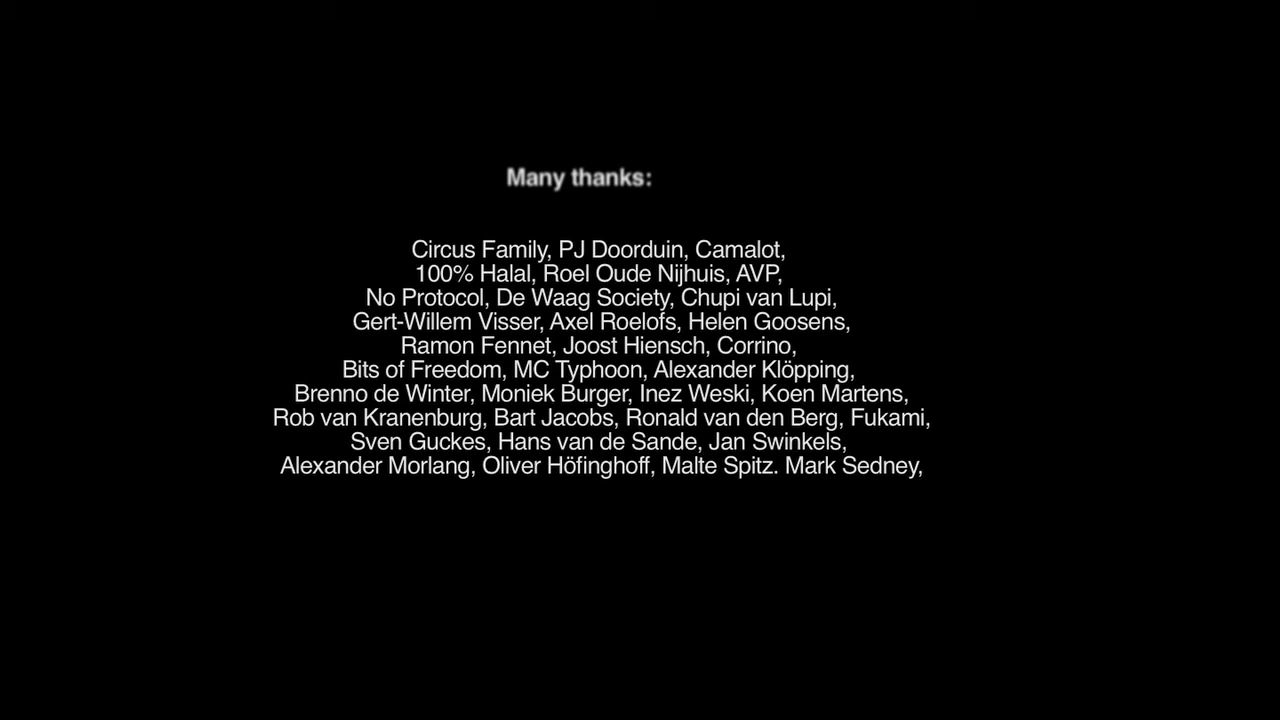 Many thanks:
Circus Family, PJ Doorduin, Camalot,
100% Halal, Roel Oude Nijhuis, AVP,
No Protocol, De Waag Society, Chupi van Lupi,
Gert-Willem Visser, Axel Roelofs, Helen Goosens,
Ramon Fennet, Joost Hiensch, Corrino,
Bits of Freedom, MC Typhoon, Alexander Klöpping,
Brenno de Winter, Moniek Burger, Inez Weski, Koen Martens,
Rob van Kranenburg, Bart Jacobs, Ronald van den Berg, Fukami,
Sven Guckes, Hans van de Sande, Jan Swinkels,
Alexander Morlang, Oliver Höfinghoff, Malte Spitz. Mark Sedney,